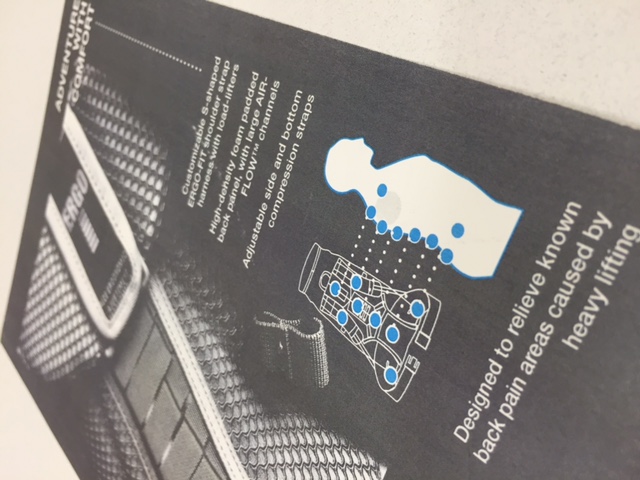 ADVENTURE
WITH
COMFORT
ERGO
Customizable S-shaped
ERGO-FIT shoulder strap
harness with load-lifters
High-density foam padded
back panel, with large AIR-
FLOW™ channels
Adjustable side and bottom
compression straps
Designed to relieve known
back pain areas caused by
heavy lifting